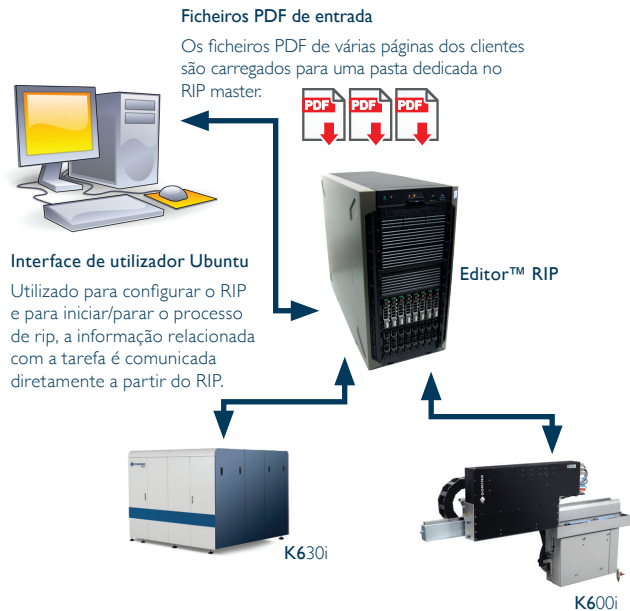 Ficheiros PDF de entrada
Os ficheiros PDF de várias páginas dos clientes
são carregados para uma pasta dedicada no
RIP master.
PDF PDF PDF
Interface de utilizador Ubuntu
Utilizado para configurar o RIP
e para iniciar/parar o processo
de rip, a informação relacionada
com a tarefa é comunicada
diretamente a partir do RIP.
Editor™ RIP
K630i
DOMINO
K600i